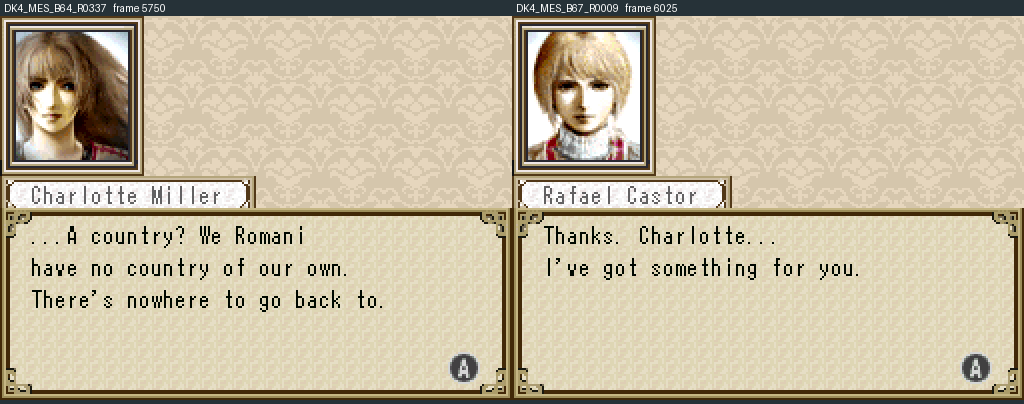 DK4_MES_B64_R0337 frame 5750
Charlotte Miller
...A country? We Romani
have no country of our own.
There's nowhere to go back to.
A
DK4_MES_B67_R0009 frame 6025
Rafael Castor
Thanks. Charlotte...
I've got something for you.
A